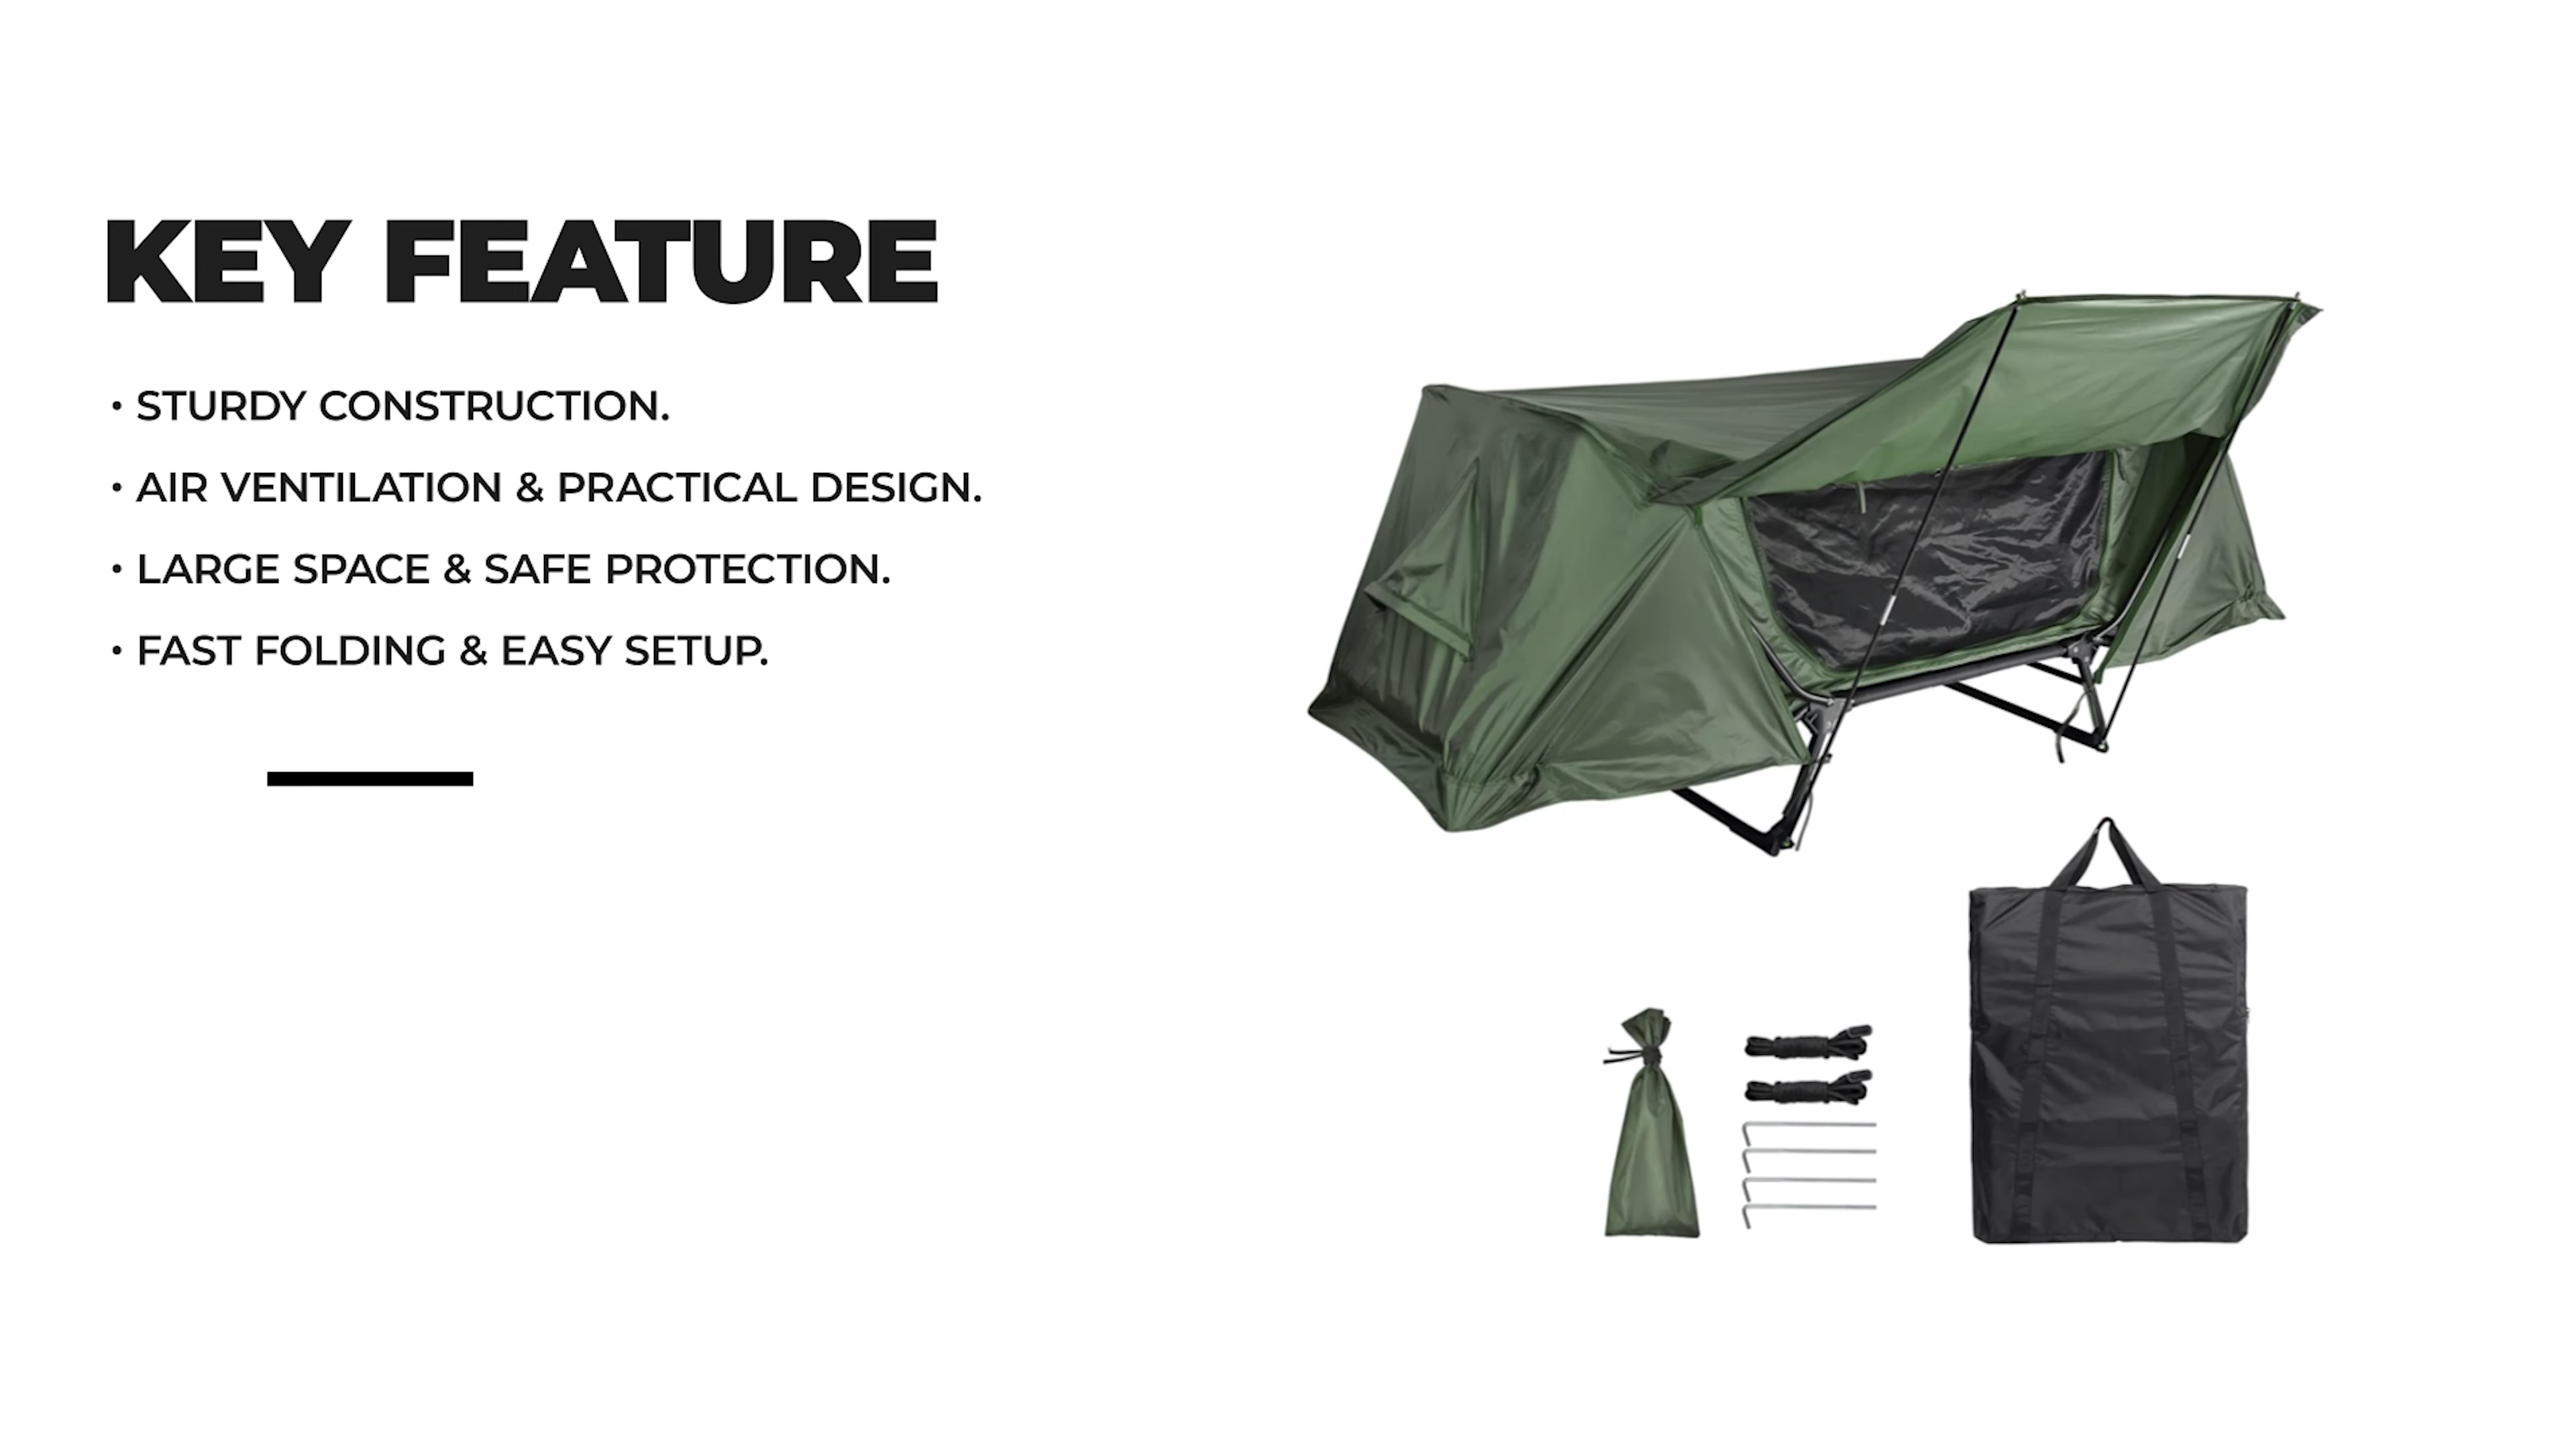 KEY FEATURE
• STURDY CONSTRUCTION.
• AIR VENTILATION & PRACTICAL DESIGN.
• LARGE SPACE & SAFE PROTECTION.
• FAST FOLDING & EASY SETUP.